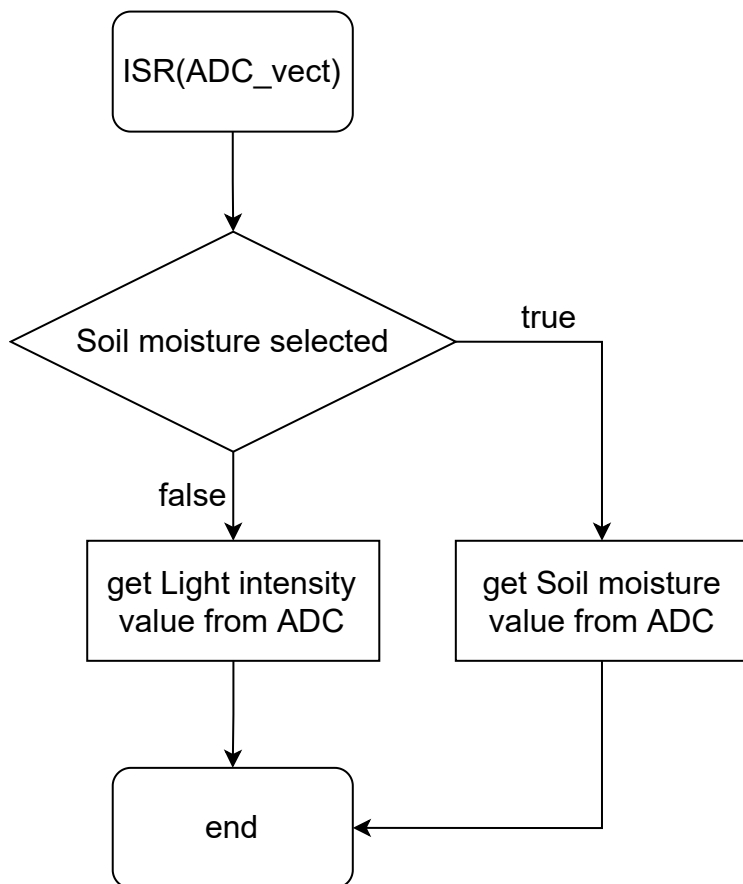 ISR(ADC_vect)
Soil moisture selected
true
false
get Light intensity
value from ADC
get Soil moisture
value from ADC
end